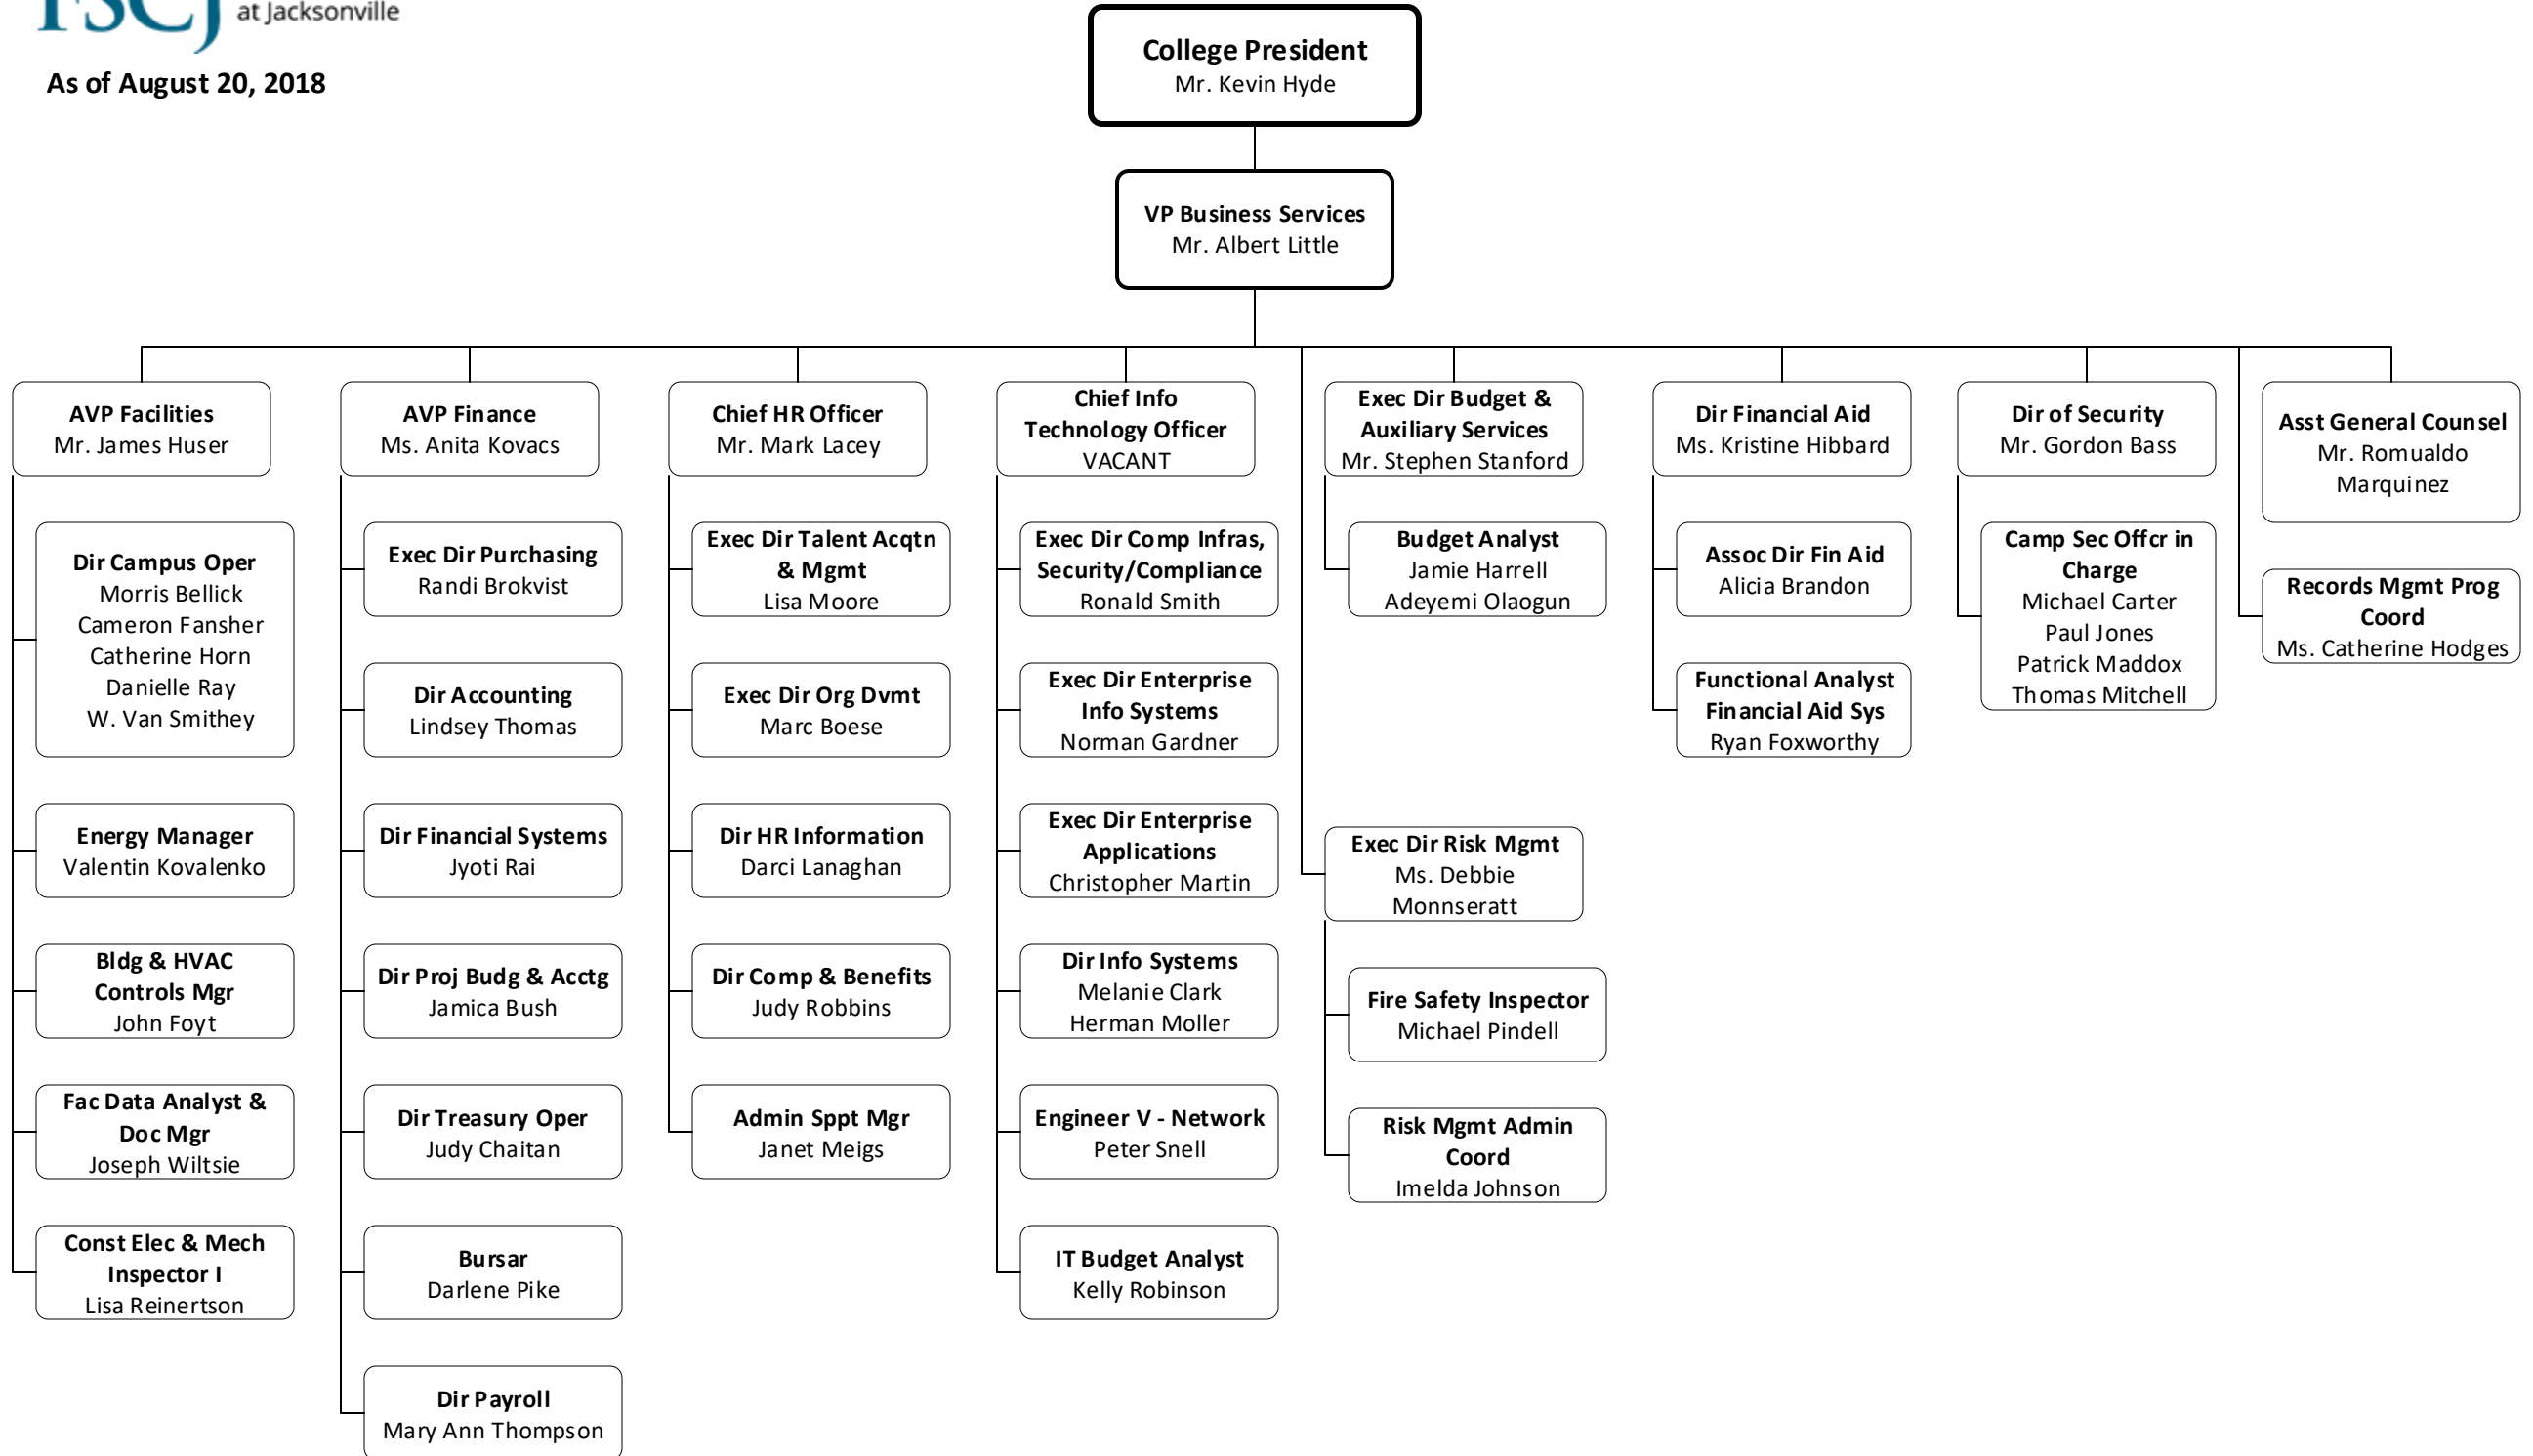 FSCJ
at Jacksonville
As of August 20, 2018
College President
Mr. Kevin Hyde
VP Business Services
Mr. Albert Little
AVP Facilities
Mr. James Huser
Dir Campus Oper
Morris Bellick
Cameron Fansher
Catherine Horn
Danielle Ray
W. Van Smithey
Energy Manager
Valentin Kovalenko
Bldg & HVAC
Controls Mgr
John Foyt
Fac Data Analyst &
Doc Mgr
Joseph Wiltsie
Const Elec & Mech
Inspector I
Lisa Reinertson
AVP Finance
Ms. Anita Kovacs
Exec Dir Purchasing
Randi Brokvist
Dir Accounting
Lindsey Thomas
Dir Financial Systems
Jyoti Rai
Dir Proj Budg & Acctg
Jamica Bush
Dir Treasury Oper
Judy Chaitan
Bursar
Darlene Pike
Dir Payroll
Mary Ann Thompson
Chief HR Officer
Mr. Mark Lacey
Exec Dir Talent Acqtn
& Mgmt
Lisa Moore
Exec Dir Org Dvmt
Marc Boese
Dir HR Information
Darci Lanaghan
Dir Comp & Benefits
Judy Robbins
Admin Sppt Mgr
Janet Meigs
Chief Info
Technology Officer
VACANT
Exec Dir Comp Infras,
Security/Compliance
Ronald Smith
Exec Dir Enterprise
Info Systems
Norman Gardner
Exec Dir Enterprise
Applications
Christopher Martin
Dir Info Systems
Melanie Clark
Herman Moller
Engineer V - Network
Peter Snell
IT Budget Analyst
Kelly Robinson
Exec Dir Budget &
Auxiliary Services
Mr. Stephen Stanford
Budget Analyst
Jamie Harrell
Adeyemi Olaogun
Exec Dir Risk Mgmt
Ms. Debbie
Monnseratt
Fire Safety Inspector
Michael Pindell
Risk Mgmt Admin
Coord
Imelda Johnson
Dir Financial Aid
Ms. Kristine Hibbard
Assoc Dir Fin Aid
Alicia Brandon
Functional Analyst
Financial Aid Sys
Ryan Foxworthy
Dir of Security
Mr. Gordon Bass
Camp Sec Offcr in
Charge
Michael Carter
Paul Jones
Patrick Maddox
Thomas Mitchell
Asst General Counsel
Mr. Romualdo
Marquinez
Records Mgmt Prog
Coord
Ms. Catherine Hodges